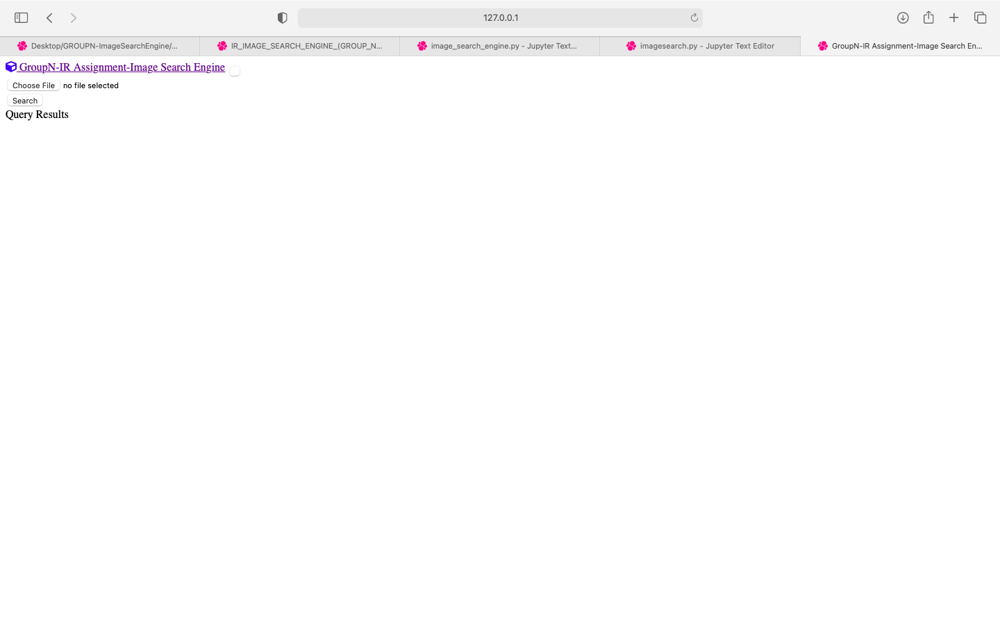 127.0.0.1
Desktop/GROUPN-ImageSearchEngine/...
IR_IMAGE_SEARCH_ENGINE_(GROUP_N...
image_search_engine.py - Jupyter Text...
imagesearch.py - Jupyter Text Editor
GroupN-IR Assignment-Image Search En...
GroupN-IR Assignment-Image Search Engine
Choose File no file selected
Search
Query Results